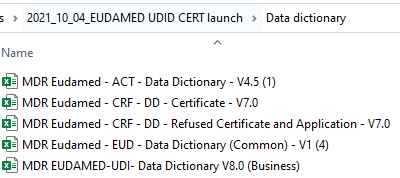 s > 2021_10_04_EUDAMED UDID CERT launch > Data dictionary
Name
MDR Eudamed - ACT - Data Dictionary - V4.5 (1)
MDR Eudamed - CRF - DD - Certificate - V7.0
MDR Eudamed - CRF - DD - Refused Certificate and Application - V7.0
MDR Eudamed - EUD - Data Dictionary (Common) - V1 (4)
MDR EUDAMED-UDI- Data Dictionary V8.0 (Business)